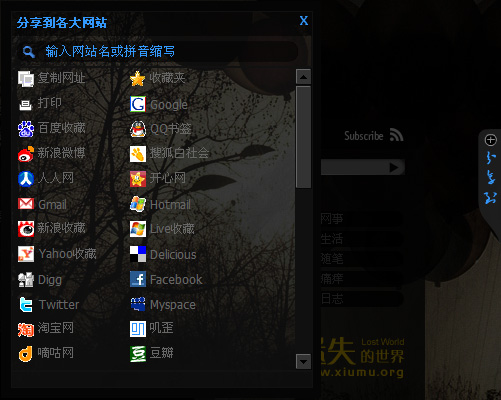 分享到各大网站
X
输入网站名或拼音缩写
复制网址
收藏夹
打印
Google
百度收藏
QQ书签
新浪微博
搜狐白社会
人人网
开心网
Gmail
Hotmail
新浪收藏
Live收藏
Yahoo收藏
Delicious
Digg
Facebook
Twitter
Myspace
淘宝网
叽歪
嘀咕网
豆瓣
Subscribe
网事
生活
随笔
痛痒
日志
失的世界
Lost World
w.xiumu.org